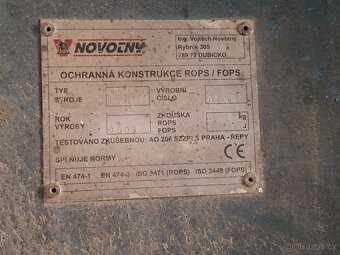 NOVOTNÝ
Ing. Vojtěch Novotný
Rybník 305
789 72 DUBICKO
OCHRANNÁ KONSTRUKCE ROPS / FOPS
TYP STROJE
VÝROBNÍ ČÍSLO
ROK VÝROBY
ZKOUŠKA ROPS FOPS
kg
J
TESTOVÁNO ZKUŠEBNOU: AO 206 SZZPLS PRAHA - ŘEPY
SPLŇUJE NORMY
CE
EN 474-1 EN 474-3 ISO 3471 (ROPS) ISO 3449 (FOPS)